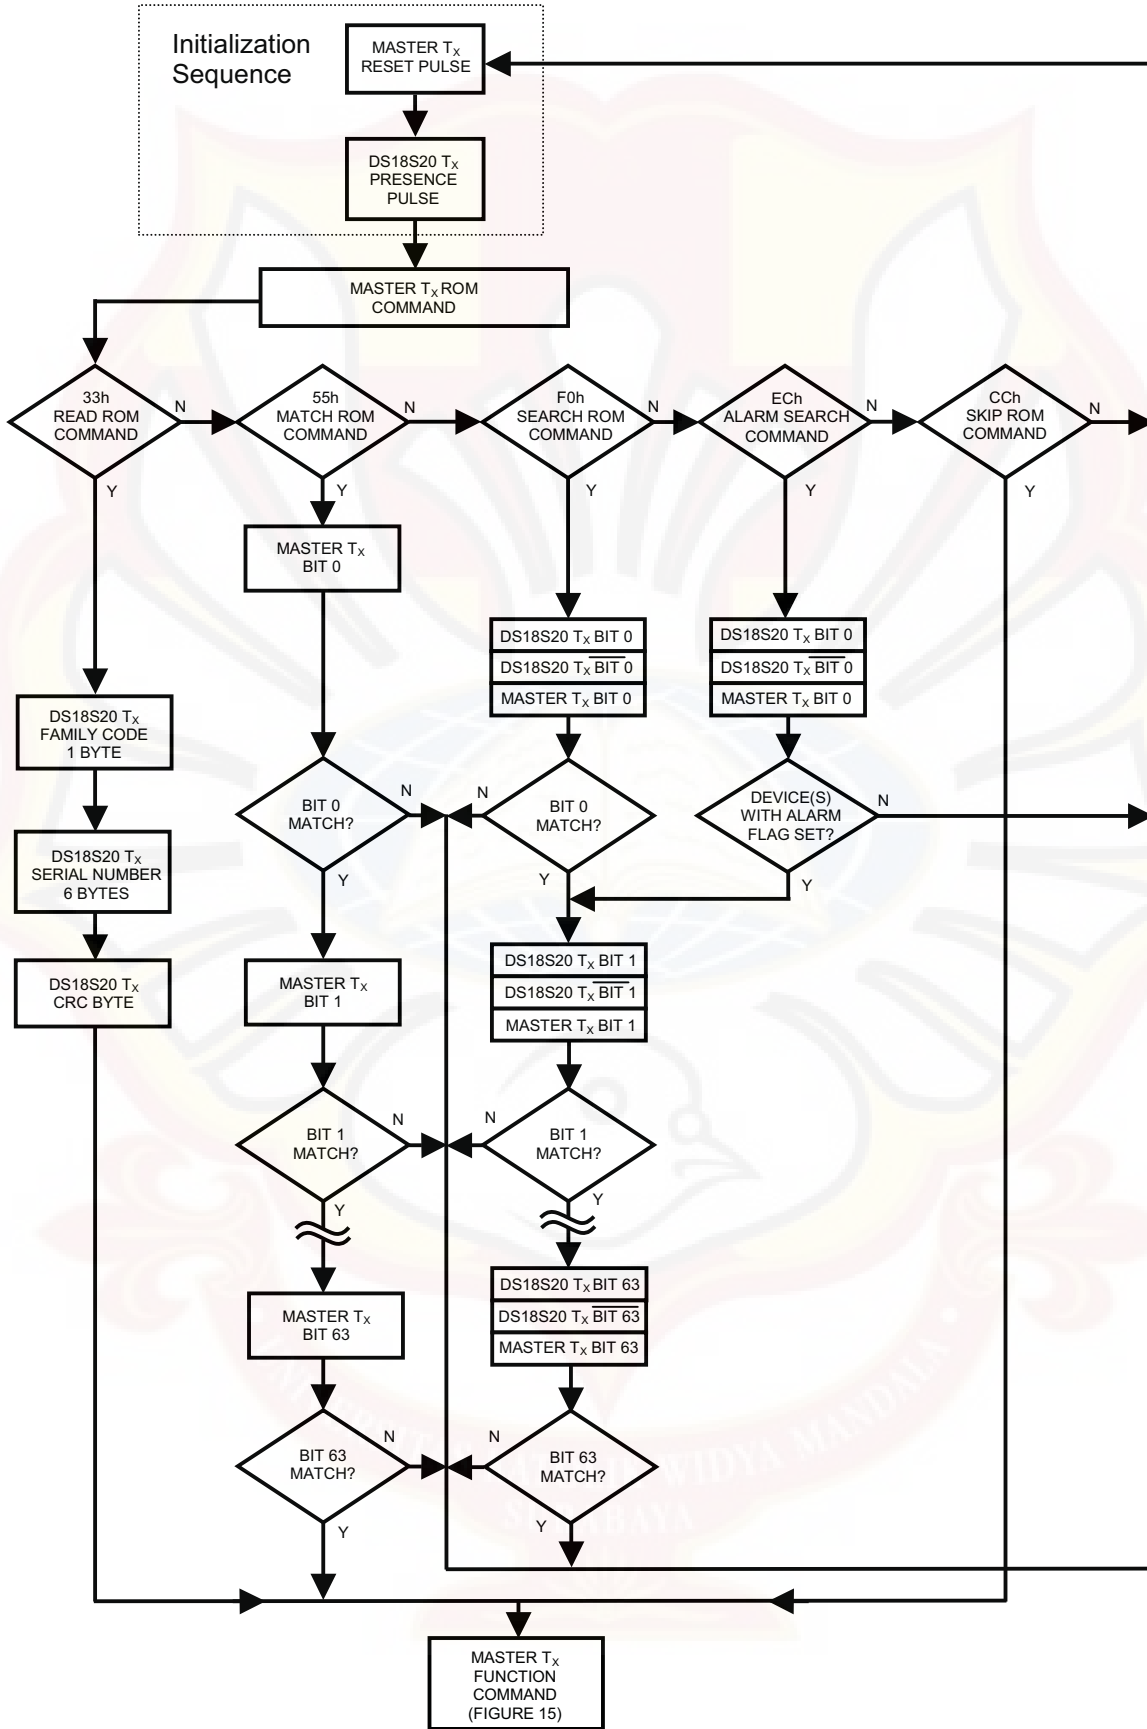 Initialization
Sequence
MASTER TX
RESET PULSE
DS18S20 TX
PRESENCE
PULSE
MASTER TX ROM
COMMAND
33h
READ ROM
COMMAND
N
Y
55h
MATCH ROM
COMMAND
N
Y
F0h
SEARCH ROM
COMMAND
N
Y
ECh
ALARM SEARCH
COMMAND
N
Y
CCh
SKIP ROM
COMMAND
N
Y
MASTER TX
BIT 0
DS18S20 TX BIT 0
DS18S20 TX B̅I̅T̅ ̅0̅
MASTER TX BIT 0
DS18S20 TX BIT 0
DS18S20 TX B̅I̅T̅ ̅0̅
MASTER TX BIT 0
DS18S20 TX
FAMILY CODE
1 BYTE
BIT 0
MATCH?
N
Y
BIT 0
MATCH?
N
Y
DEVICE(S)
WITH ALARM
FLAG SET?
N
Y
DS18S20 TX
SERIAL NUMBER
6 BYTES
DS18S20 TX
CRC BYTE
MASTER TX
BIT 1
DS18S20 TX BIT 1
DS18S20 TX B̅I̅T̅ ̅1̅
MASTER TX BIT 1
BIT 1
MATCH?
N
Y
BIT 1
MATCH?
N
Y
MASTER TX
BIT 63
DS18S20 TX BIT 63
DS18S20 TX B̅I̅T̅ ̅6̅3̅
MASTER TX BIT 63
BIT 63
MATCH?
N
Y
BIT 63
MATCH?
N
Y
WIDYA MANDALA
SURABAYA
MASTER TX
FUNCTION
COMMAND
(FIGURE 15)